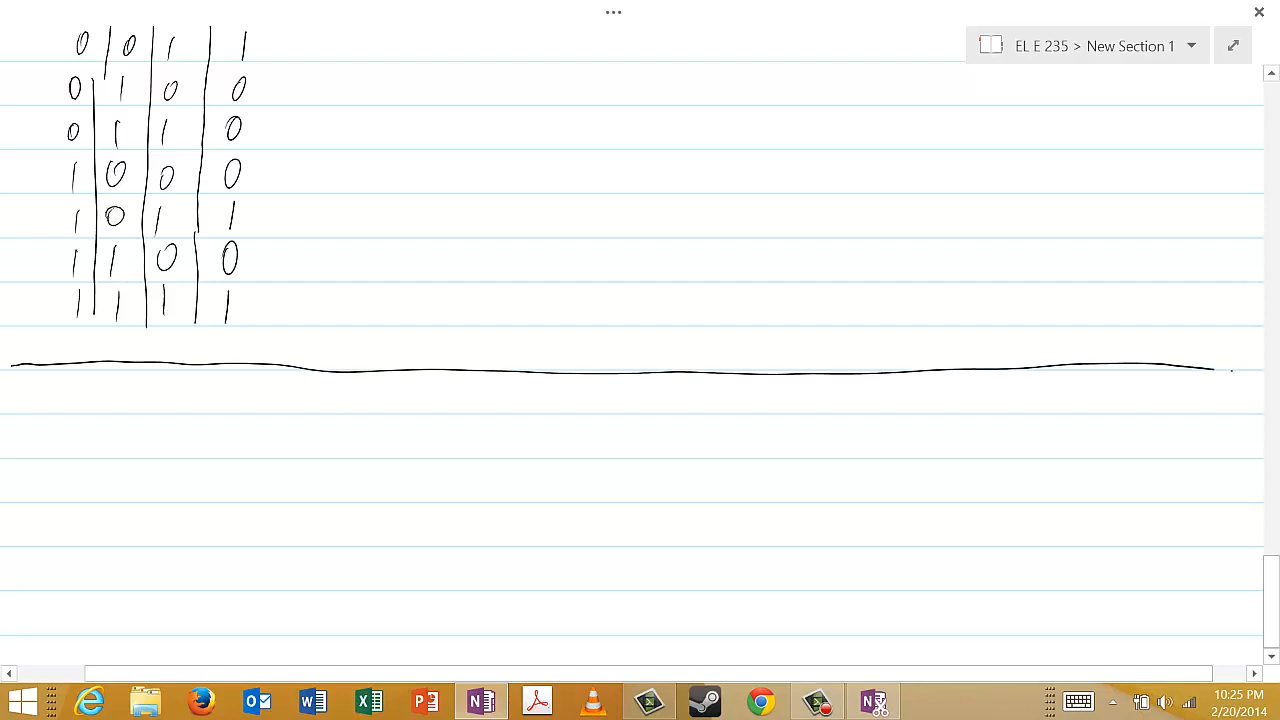 EL E 235 > New Section 1
0 0 1 1
0 1 0 0
0 1 1 0
1 0 0 0
1 0 1 1
1 1 0 0
1 1 1 1
10:25 PM
2/20/2014